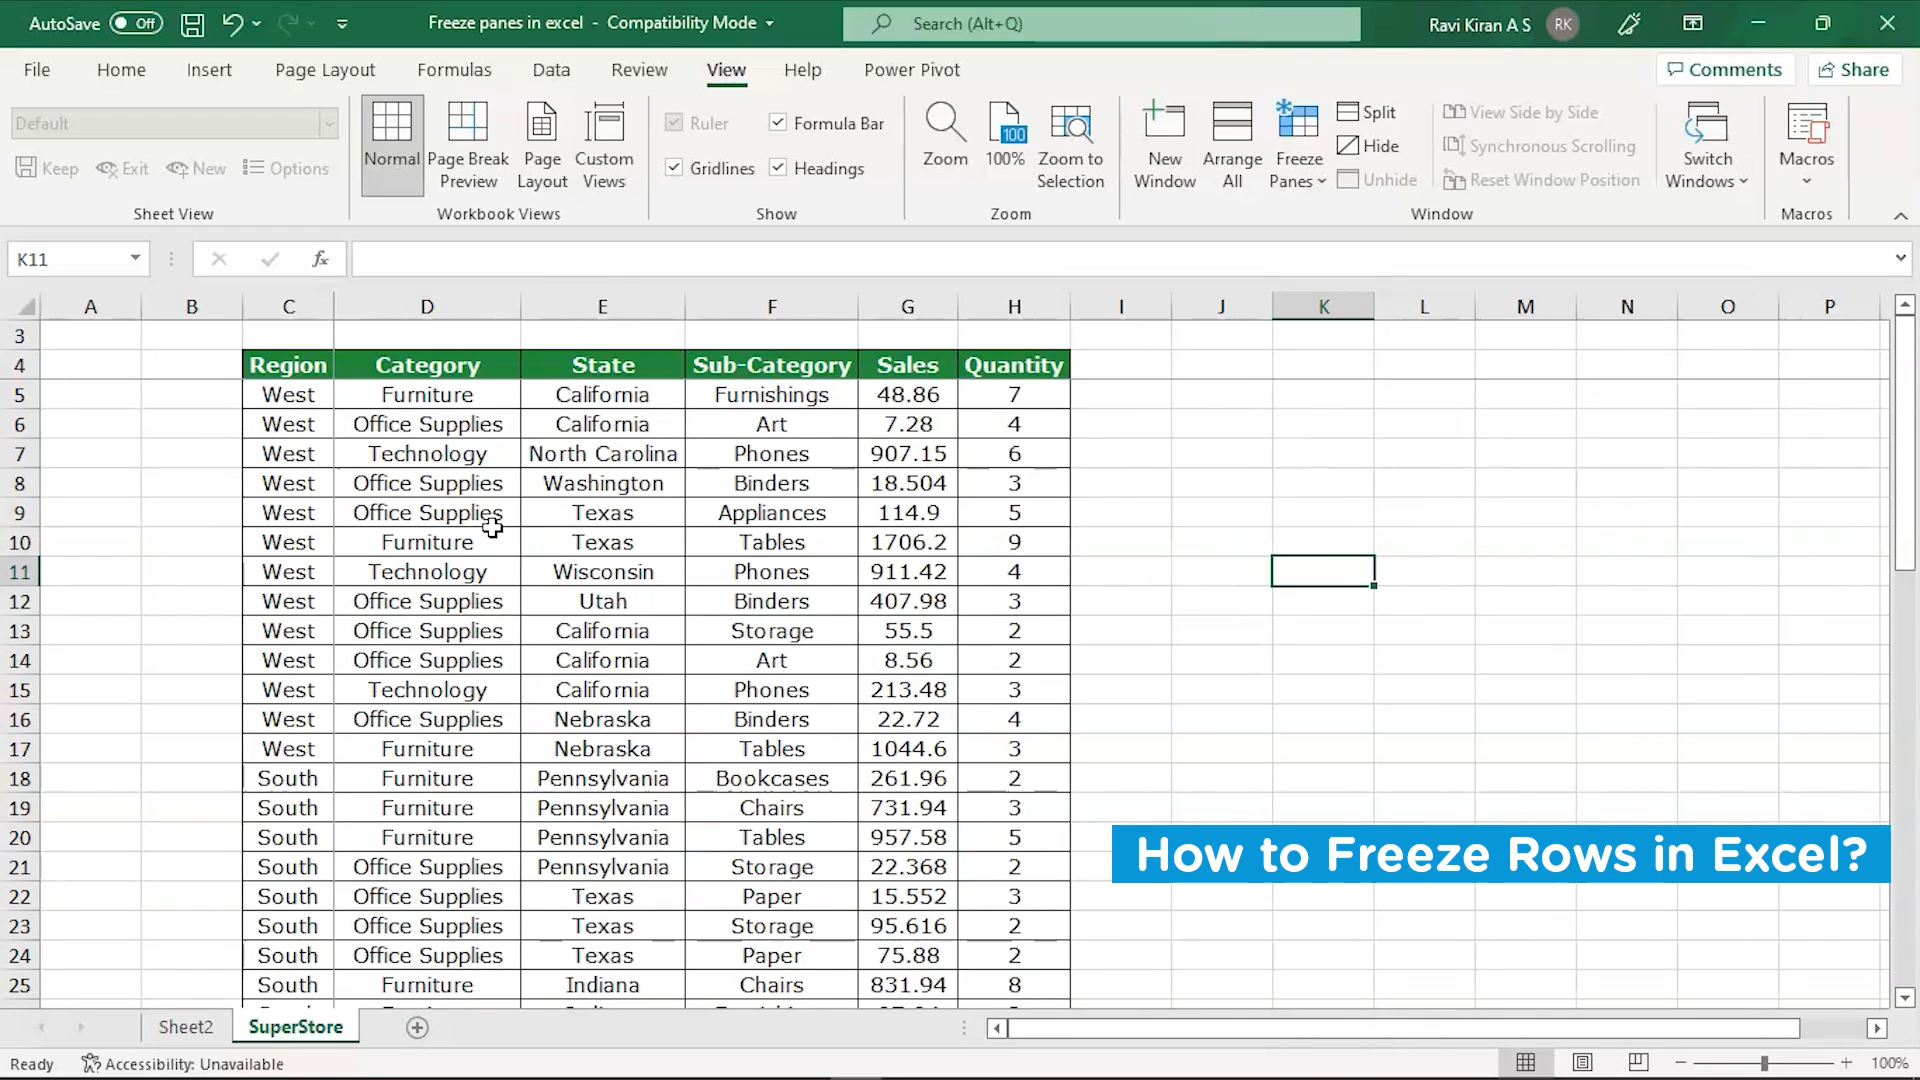 AutoSave Off Freeze panes in excel - Compatibility Mode Search (Alt+Q) Ravi Kiran A S RK
File Home Insert Page Layout Formulas Data Review View Help Power Pivot Comments Share
Default
Keep Exit New Options
Sheet View
Normal Page Break Preview Page Layout Custom Views
Workbook Views
Ruler Formula Bar
Gridlines Headings
Show
Zoom 100 100% Zoom to Selection
Zoom
New Window Arrange All Freeze Panes Split Hide Unhide
View Side by Side
Synchronous Scrolling
Reset Window Position
Switch Windows
Window
Macros
Macros
K11 fx
A B C D E F G H I J K L M N O P
3
4 Region Category State Sub-Category Sales Quantity
5 West Furniture California Furnishings 48.86 7
6 West Office Supplies California Art 7.28 4
7 West Technology North Carolina Phones 907.15 6
8 West Office Supplies Washington Binders 18.504 3
9 West Office Supplies Texas Appliances 114.9 5
10 West Furniture Texas Tables 1706.2 9
11 West Technology Wisconsin Phones 911.42 4
12 West Office Supplies Utah Binders 407.98 3
13 West Office Supplies California Storage 55.5 2
14 West Office Supplies California Art 8.56 2
15 West Technology California Phones 213.48 3
16 West Office Supplies Nebraska Binders 22.72 4
17 West Furniture Nebraska Tables 1044.6 3
18 South Furniture Pennsylvania Bookcases 261.96 2
19 South Furniture Pennsylvania Chairs 731.94 3
20 South Furniture Pennsylvania Tables 957.58 5
21 South Office Supplies Pennsylvania Storage 22.368 2
22 South Office Supplies Texas Paper 15.552 3
23 South Office Supplies Texas Storage 95.616 2
24 South Office Supplies Texas Paper 75.88 2
25 South Furniture Indiana Chairs 831.94 8
How to Freeze Rows in Excel?
Sheet2 SuperStore
Ready Accessibility: Unavailable 100%